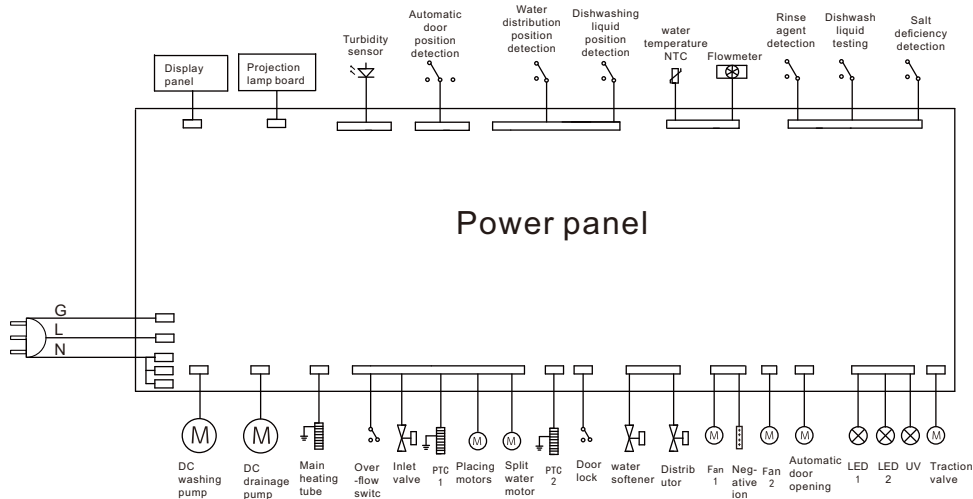 Turbidity
sensor
Automatic
door
position
detection
Water
distribution
position
detection
Dishwashing
liquid
position
detection
water
temperature
NTC
Flowmeter
Rinse
agent
detection
Dishwash
liquid
testing
Salt
deficiency
detection
Display
panel
Projection
lamp board
Power panel
G
L
N
M
M
M
M
M
M
M
M
DC
washing
pump
DC
drainage
pump
Main
heating
tube
Over
-flow
switc
Inlet
valve
PTC
1
Placing
motors
Split
water
motor
PTC
2
Door
lock
water
softener
Distrib
utor
Fan
1
Neg-
ative
ion
Fan
2
Automatic
door
opening
LED
1
LED
2
UV
Traction
valve